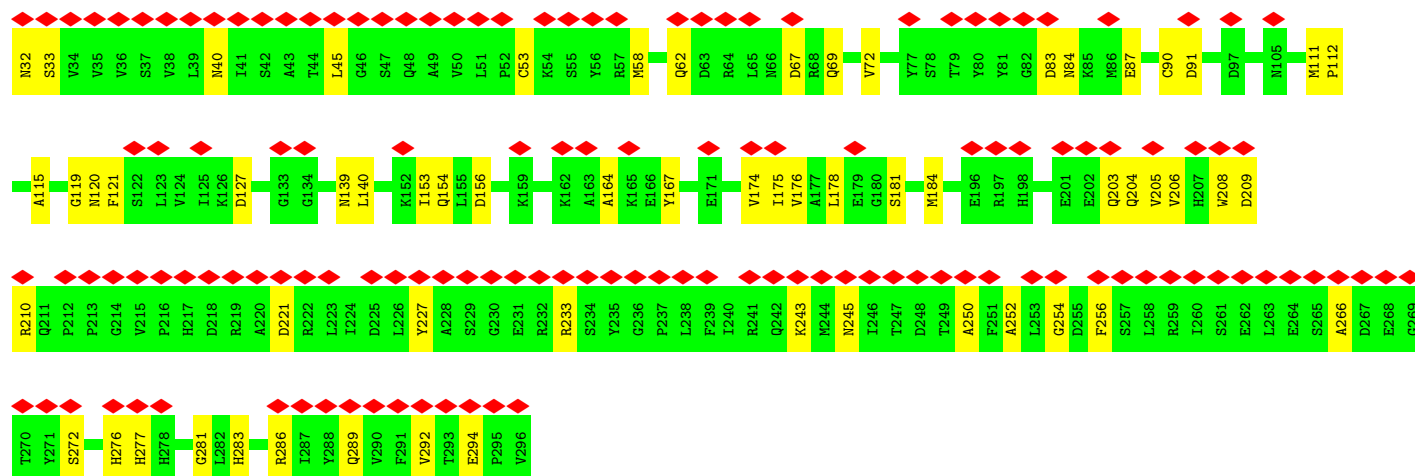 N32 S33 V34 V35 V36 S37 V38 L39 N40 I41 S42 A43 T44 L45 G46 S47 Q48 A49 V50 L51 P52 C53 K54 S55 Y56 R57 M58 Q62 D63 R64 L65 N66 D67 R68 Q69 V72 Y77 S78 T79 Y80 Y81 G82 D83 N84 K85 M86 E87 C90 D91 D97 N105 M111 P112
A115 G119 N120 F121 S122 L123 V124 I125 K126 D127 G133 G134 N139 L140 K152 I153 Q154 L155 D156 K159 K162 A163 A164 K165 E166 Y167 E171 V174 I175 V176 A177 L178 E179 G180 S181 M184 E196 R197 H198 E201 E202 Q203 Q204 V205 V206 H207 W208 D209
R210 Q211 P212 P213 G214 V215 P216 H217 D218 R219 A220 D221 R222 L223 I224 D225 L226 Y227 A228 S229 G230 E231 R232 R233 S234 Y235 G236 P237 L238 F239 I240 R241 Q242 K243 M244 N245 I246 T247 D248 T249 A250 F251 A252 L253 G254 D255 F256 S257 L258 R259 I260 S261 E262 L263 E264 S265 A266 D267 E268 G269
T270 Y271 S272 H276 H277 H278 G281 L282 H283 R286 I287 Y288 Q289 V290 F291 V292 T293 E294 P295 V296